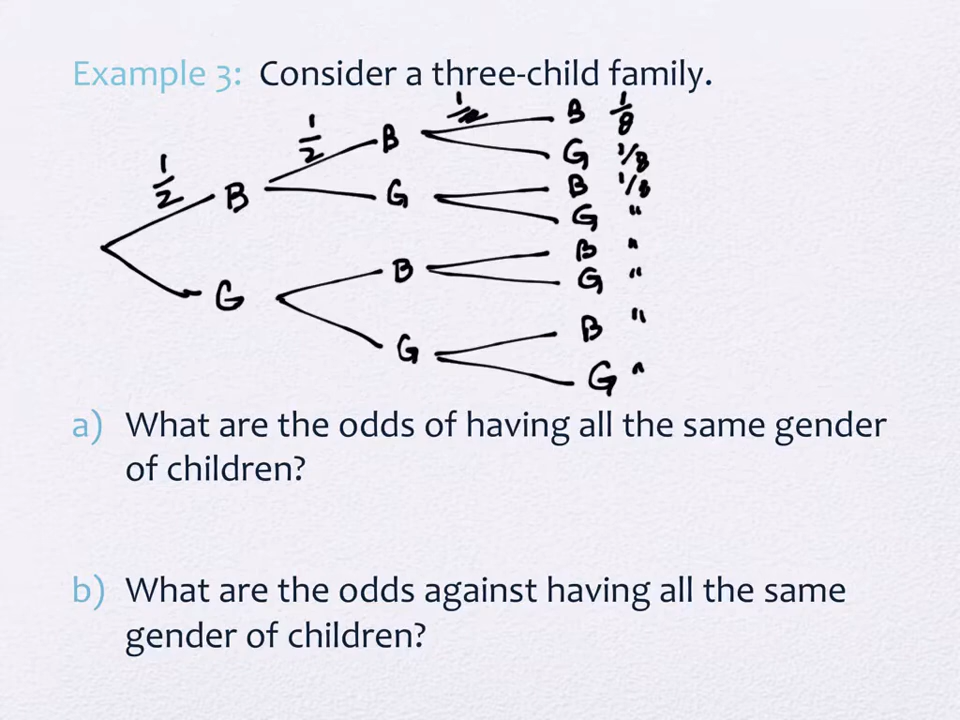 Example 3: Consider a three-child family.
1/2 B 1/8
1/2 B G 1/8
1/2 B G B 1/8
G "
B "
G B G "
B "
G G "
a) What are the odds of having all the same gender
of children?
b) What are the odds against having all the same
gender of children?